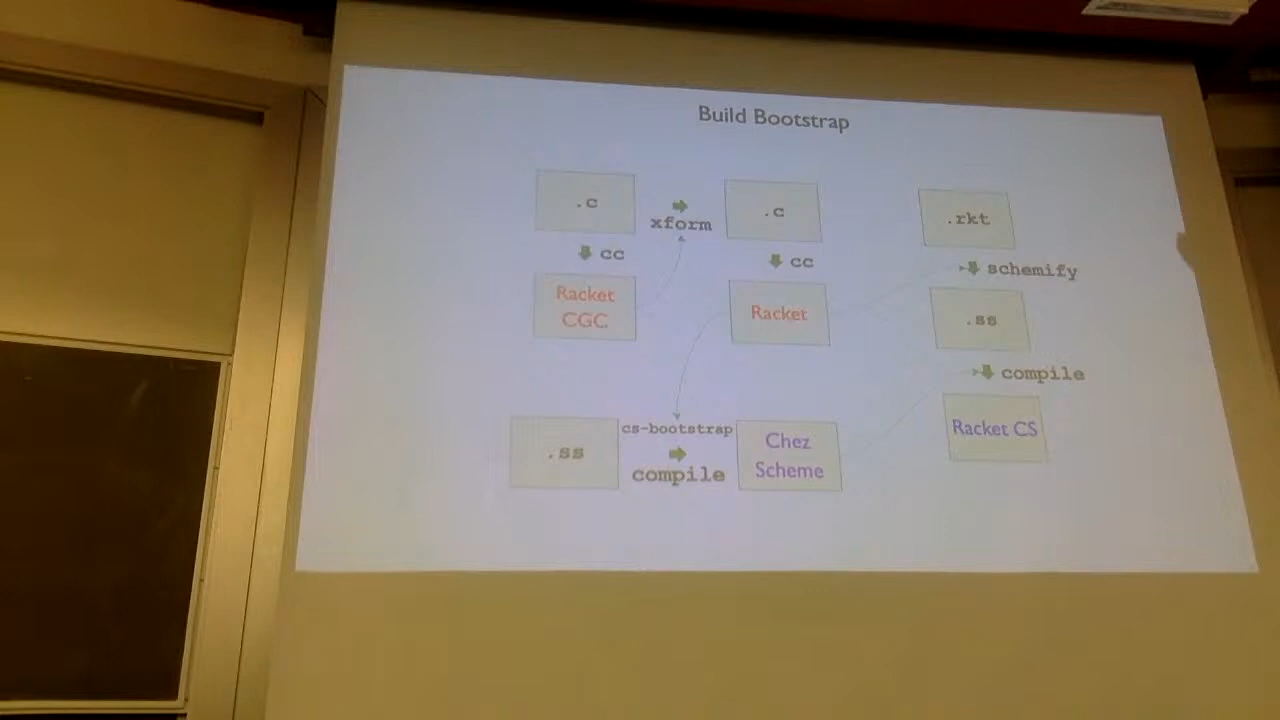 Build Bootstrap
.c
xform
.c
.rkt
cc
cc
schemify
Racket
CGC
Racket
.ss
compile
.ss
cs-bootstrap
compile
Chez
Scheme
Racket CS